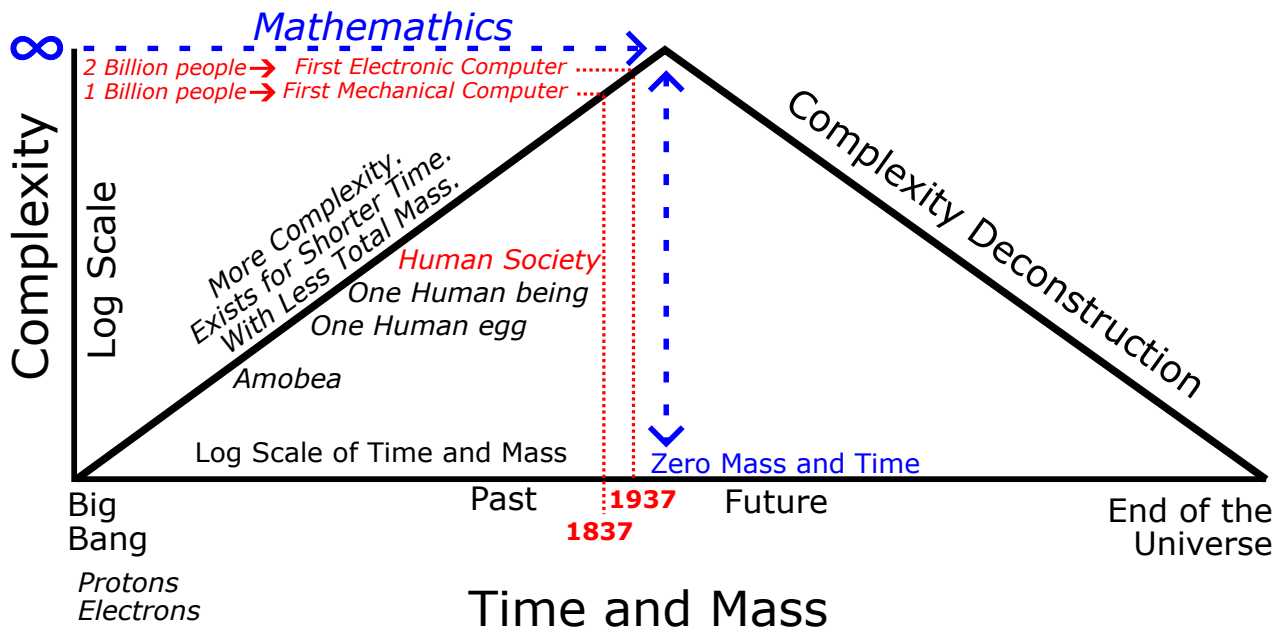 ∞
Mathemathics
2 Billion people→ First Electronic Computer
1 Billion people→ First Mechanical Computer
Complexity
Log Scale
More Complexity.
Exists for Shorter Time.
With Less Total Mass.
Human Society
One Human being
One Human egg
Amobea
Complexity Deconstruction
Log Scale of Time and Mass
Zero Mass and Time
Big
Bang
Past
1937
1837
Future
End of the
Universe
Protons
Electrons
Time and Mass